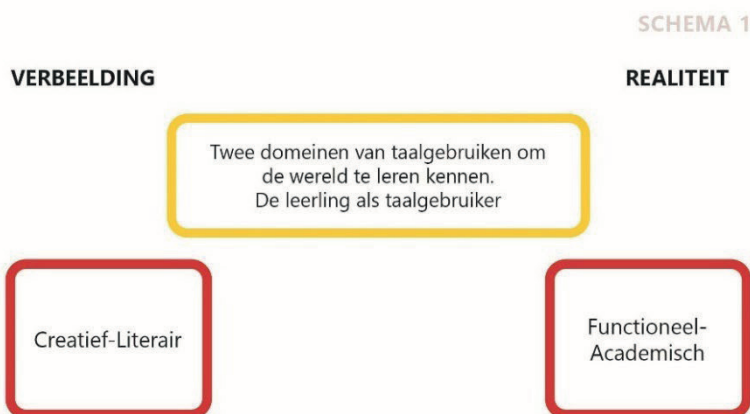 SCHEMA 1
VERBEELDING
REALITEIT
Twee domeinen van taalgebruiken om
de wereld te leren kennen.
De leerling als taalgebruiker
Creatief-Literair
Functioneel-
Academisch